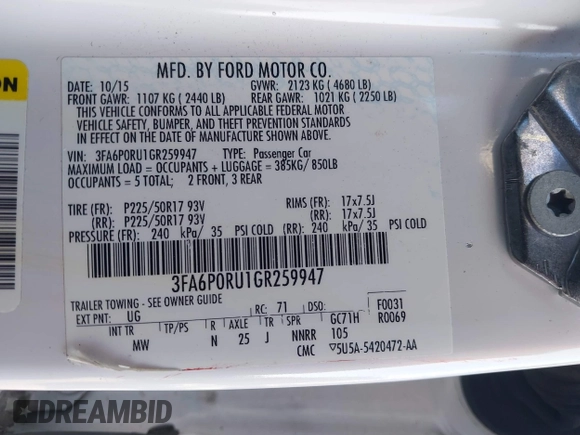 ON
MFD. BY FORD MOTOR CO.
DATE: 10/15 GVWR: 2123 KG (4680 LB)
FRONT GAWR: 1107 KG (2440 LB) REAR GAWR: 1021 KG (2250 LB)
THIS VEHICLE CONFORMS TO ALL APPLICABLE FEDERAL MOTOR
VEHICLE SAFETY, BUMPER, AND THEFT PREVENTION STANDARDS
IN EFFECT ON THE DATE OF MANUFACTURE SHOWN ABOVE.
VIN: 3FA6P0RU1GR259947 TYPE: Passenger Car
MAXIMUM LOAD = OCCUPANTS + LUGGAGE = 385KG/ 850LB
OCCUPANTS = 5 TOTAL; 2 FRONT, 3 REAR
TIRE (FR): P225/50R17 93V RIMS (FR): 17x7.5J
(RR): P225/50R17 93V (RR): 17x7.5J
PRESSURE (FR): 240 kPa/ 35 PSI COLD (RR): 240 kPa/ 35 PSI COLD
3FA6P0RU1GR259947
TRAILER TOWING - SEE OWNER GUIDE
EXT PNT: UG RC: 71 DSO: F0031
INT TR TP/PS R AXLE TR SPR GC71H R0069
MW N 25 J NNRR 105
CMC ▽5U5A-5420472-AA
DREAMBID